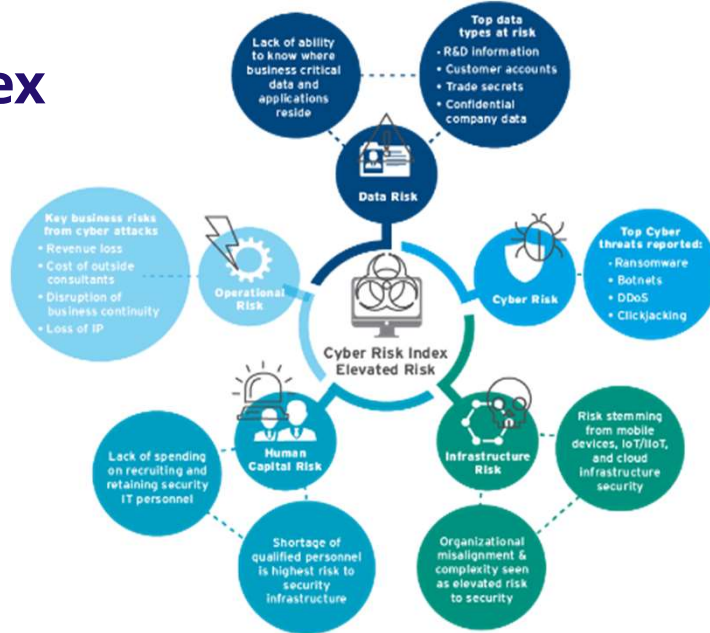 ex
Lack of ability
to know where
business critical
data and
applications
reside
Top data
types at risk
• R&D information
• Customer accounts
• Trade secrets
• Confidential
company data
Data Risk
Key business risks
from cyber attacks
• Revenue loss
• Cost of outside
consultants
• Disruption of
business continuity
• Loss of IP
Operational
Risk
Cyber Risk
Top Cyber
threats reported:
• Ransomware
• Botnets
• DDoS
• Clickjacking
Cyber Risk Index
Elevated Risk
Human
Capital Risk
Lack of spending
on recruiting and
retaining security
IT personnel
Shortage of
qualified personnel
is highest risk to
security
infrastructure
Infrastructure
Risk
Risk stemming
from mobile
devices, IoT/IIoT,
and cloud
infrastructure
security
Organizational
misalignment &
complexity seen
as elevated risk
to security